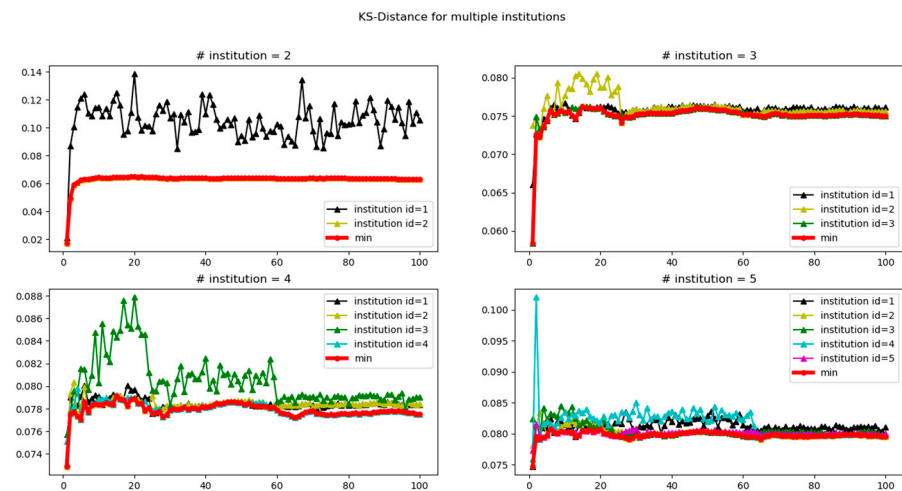 KS-Distance for multiple institutions
# institution = 2
0.14
0.12
0.10
0.08
0.06
0.04
0.02
0 20 40 60 80 100
institution id=1
institution id=2
min
# institution = 3
0.080
0.075
0.070
0.065
0.060
0 20 40 60 80 100
institution id=1
institution id=2
institution id=3
min
# institution = 4
0.088
0.086
0.084
0.082
0.080
0.078
0.076
0.074
0 20 40 60 80 100
institution id=1
institution id=2
institution id=3
institution id=4
min
# institution = 5
0.100
0.095
0.090
0.085
0.080
0.075
0 20 40 60 80 100
institution id=1
institution id=2
institution id=3
institution id=4
institution id=5
min